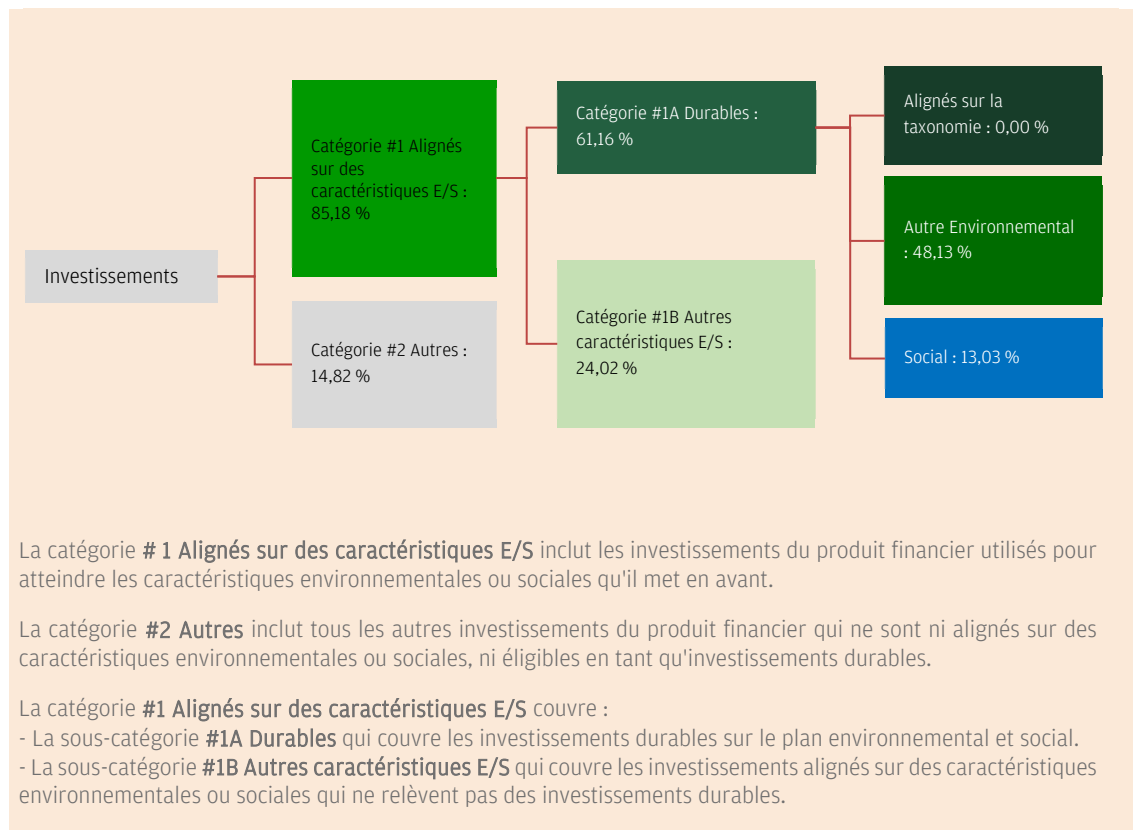 Investissements
Catégorie #1 Alignés
sur des
caractéristiques E/S :
85,18 %
Catégorie #2 Autres :
14,82 %
Catégorie #1A Durables :
61,16 %
Catégorie #1B Autres
caractéristiques E/S :
24,02 %
Alignés sur la
taxonomie : 0,00 %
Autre Environnemental
: 48,13 %
Social : 13,03 %
La catégorie # 1 Alignés sur des caractéristiques E/S inclut les investissements du produit financier utilisés pour
atteindre les caractéristiques environnementales ou sociales qu'il met en avant.
La catégorie #2 Autres inclut tous les autres investissements du produit financier qui ne sont ni alignés sur des
caractéristiques environnementales ou sociales, ni éligibles en tant qu'investissements durables.
La catégorie #1 Alignés sur des caractéristiques E/S couvre :
- La sous-catégorie #1A Durables qui couvre les investissements durables sur le plan environnemental et social.
- La sous-catégorie #1B Autres caractéristiques E/S qui couvre les investissements alignés sur des caractéristiques
environnementales ou sociales qui ne relèvent pas des investissements durables.